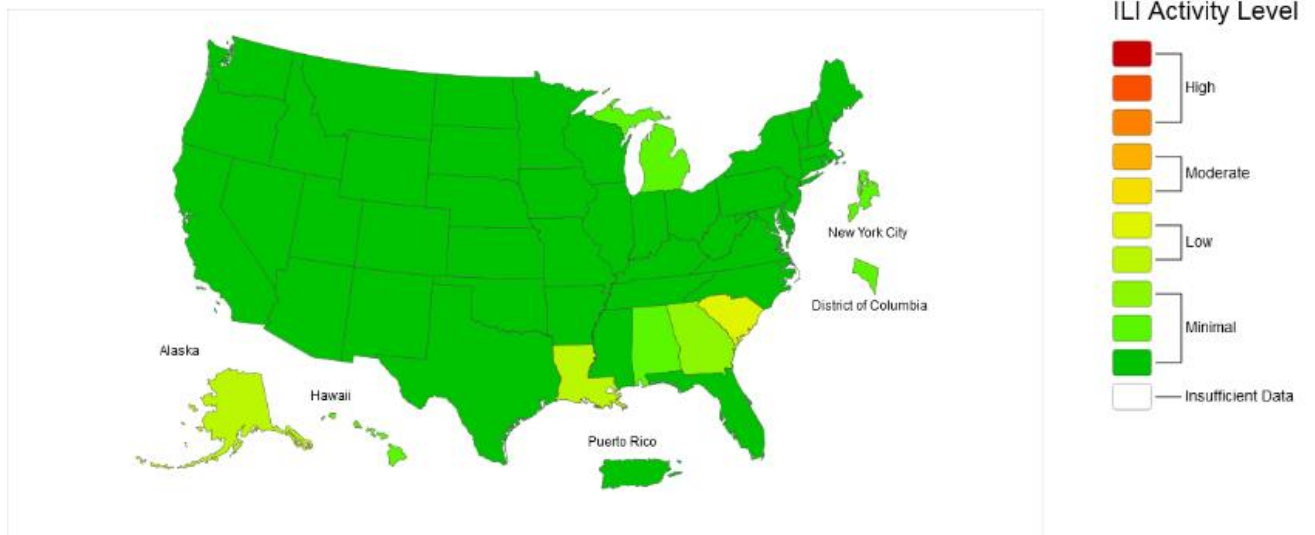 ILI Activity Level
High
Moderate
New York City
Low
District of Columbia
Minimal
Alaska
Hawaii
Insufficient Data
Puerto Rico